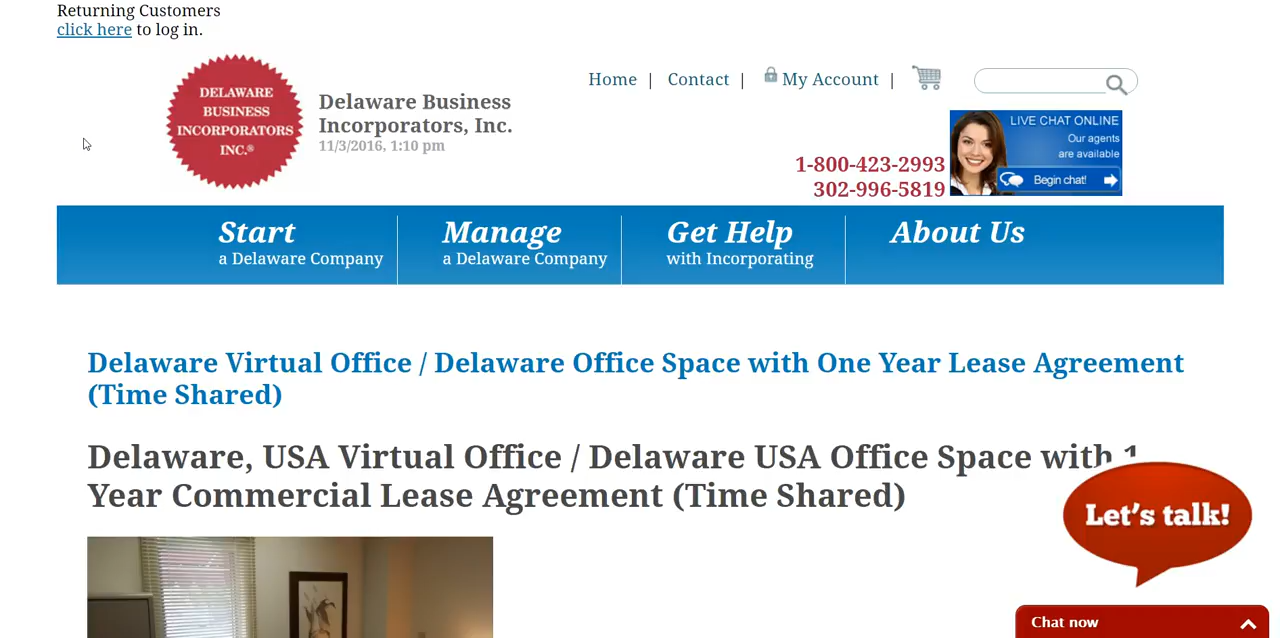 Returning Customers
click here to log in.
DELAWARE
BUSINESS
INCORPORATORS
INC.®
Delaware Business
Incorporators, Inc.
11/3/2016, 1:10 pm
Home | Contact | My Account |
1-800-423-2993
302-996-5819
LIVE CHAT ONLINE
Our agents
are available
Begin chat!
Start
a Delaware Company
Manage
a Delaware Company
Get Help
with Incorporating
About Us
Delaware Virtual Office / Delaware Office Space with One Year Lease Agreement
(Time Shared)
Delaware, USA Virtual Office / Delaware USA Office Space with 1
Year Commercial Lease Agreement (Time Shared)
Let's talk!
Chat now